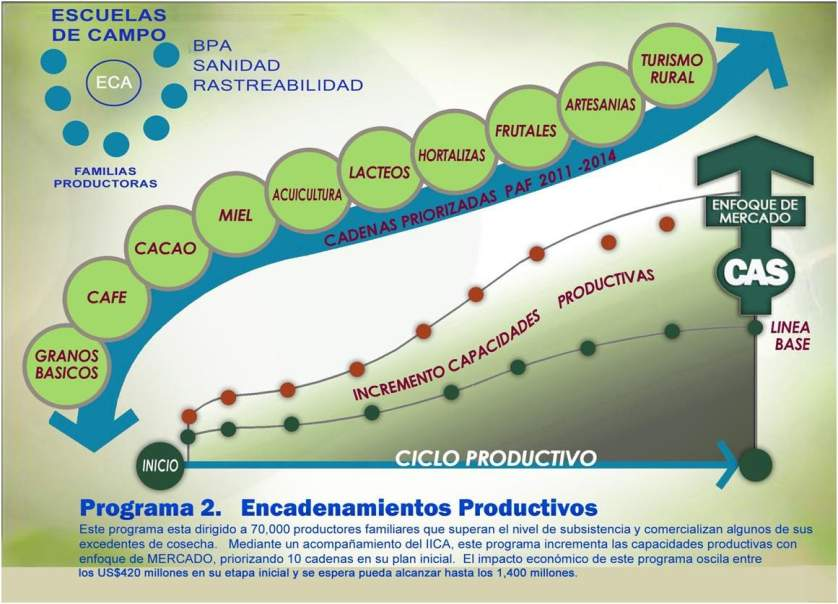 ESCUELAS
DE CAMPO
BPA
SANIDAD
RASTREABILIDAD
ECA
FAMILIAS
PRODUCTORAS
TURISMO
RURAL
ARTESANIAS
FRUTALES
HORTALIZAS
LACTEOS
ACUICULTURA
MIEL
CACAO
CAFE
GRANOS
BASICOS
CADENAS PRIORIZADAS PAF 2011 -2014
ENFOQUE DE
MERCADO
CAS
LINEA
BASE
INCREMENTO CAPACIDADES PRODUCTIVAS
INICIO
CICLO PRODUCTIVO
Programa 2. Encadenamientos Productivos
Este programa esta dirigido a 70,000 productores familiares que superan el nivel de subsistencia y comercializan algunos de sus
excedentes de cosecha. Mediante un acompañamiento del IICA, este programa incrementa las capacidades productivas con
enfoque de MERCADO, priorizando 10 cadenas en su plan inicial. El impacto económico de este programa oscila entre
los US$420 millones en su etapa inicial y se espera pueda alcanzar hasta los 1,400 millones.